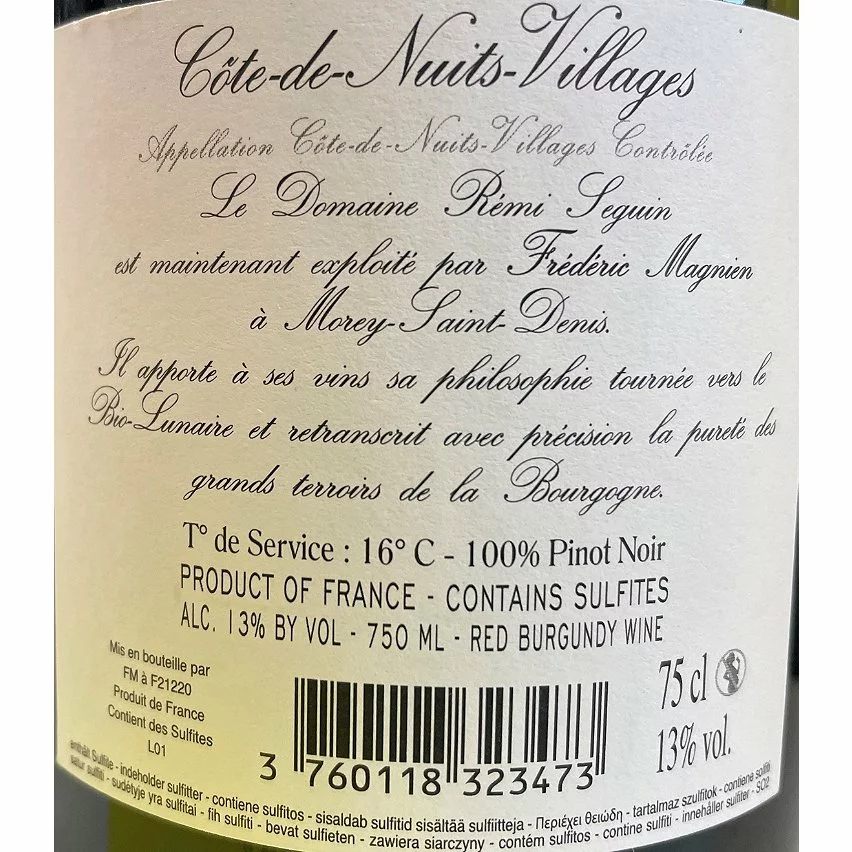 Côte-de-Nuits-Villages
Appellation Côte-de-Nuits-Villages Contrôlée
Le Domaine Rémi Seguin
est maintenant exploité par Frédéric Magnien
à Morey-Saint-Denis.
Il apporte à ses vins sa philosophie tournée vers le
Bio-Lunaire et retranscrit avec précision la pureté des
grands terroirs de la Bourgogne.
T° de Service : 16° C - 100% Pinot Noir
PRODUCT OF FRANCE - CONTAINS SULFITES
ALC. 13% BY VOL - 750 ML - RED BURGUNDY WINE
Mis en bouteille par
FM à F21220
Produit de France
Contient des Sulfites
L01
3 760118 323473
75 cl
13% vol.
enthält Sulfite - indeholder sulfitter - contiene sulfitos - sisaldab sulfitid sisältää sulfiitteja - Περιέχει θειώδη - tartalmaz szulfitok - contiene solfiti
satur sulfīti - sudėtyje yra sulfitai - fih sulfiti - bevat sulfieten - zawiera siarczyny - contém sulfitos - contine sulfiti - innehåller sulfiter - SO2